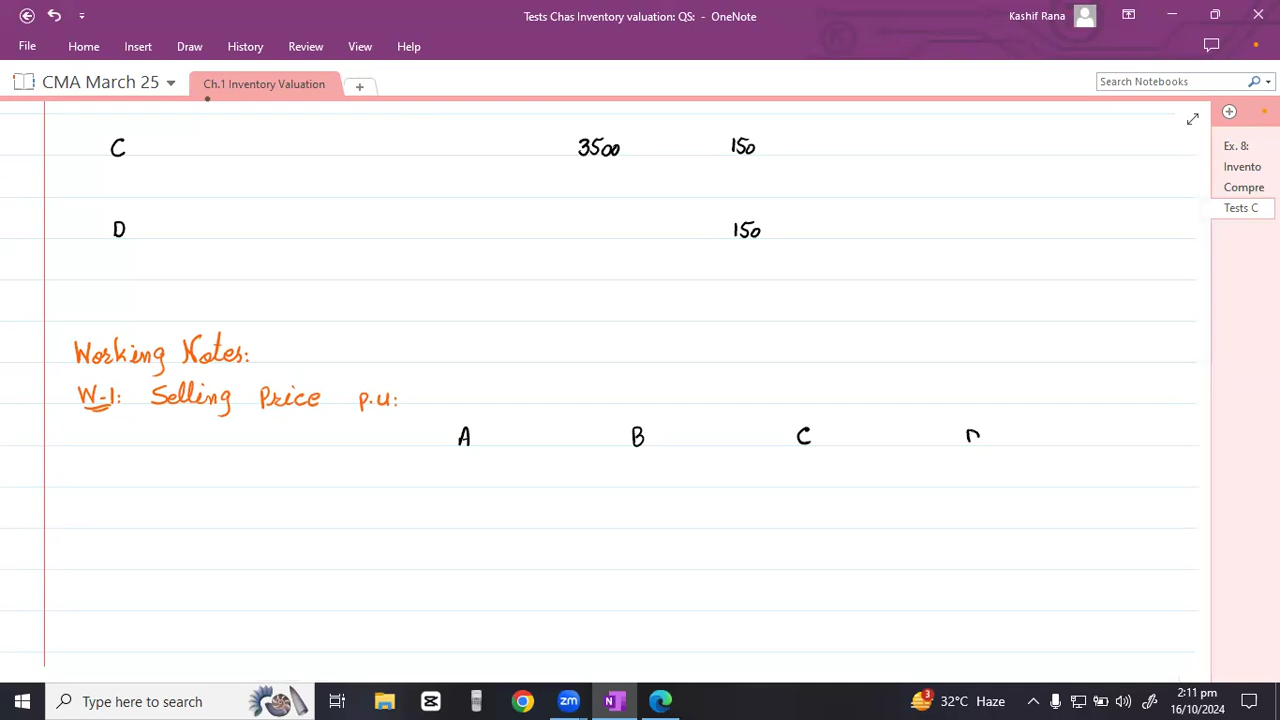 Tests Chas Inventory valuation: QS: - OneNote
Kashif Rana
File Home Insert Draw History Review View Help
CMA March 25
Ch.1 Inventory Valuation
Search Notebooks
Ex. 8:
Invento
Compre
Tests C
C 3500 150
D 150
Working Notes:
W-1: Selling Price p.u:
A B C
Type here to search
3
32°C Haze
2:11 pm
16/10/2024